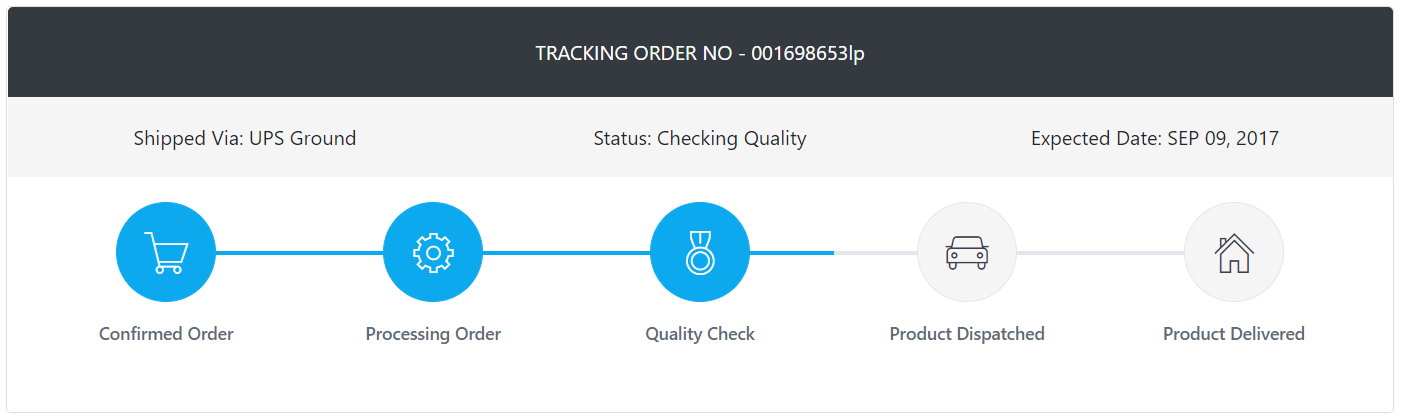 TRACKING ORDER NO - 001698653lp
Shipped Via: UPS Ground
Status: Checking Quality
Expected Date: SEP 09, 2017
Confirmed Order
Processing Order
Quality Check
Product Dispatched
Product Delivered